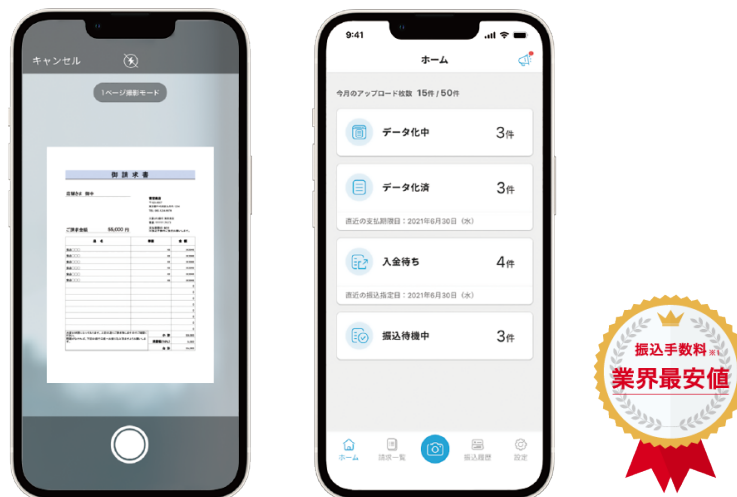 キャンセル
1ページ撮影モード
御 請 求 書
ご請求金額 55,000 円
9:41
ホーム
今月のアップロード枚数 15件 / 50件
データ化中 3件
データ化済 3件
直近の支払期限日:2021年6月30日(水)
入金待ち 4件
直近の振込指定日:2021年6月30日(水)
振込待機中 3件
ホーム 請求一覧 振込履歴 設定
振込手数料※1
業界最安値